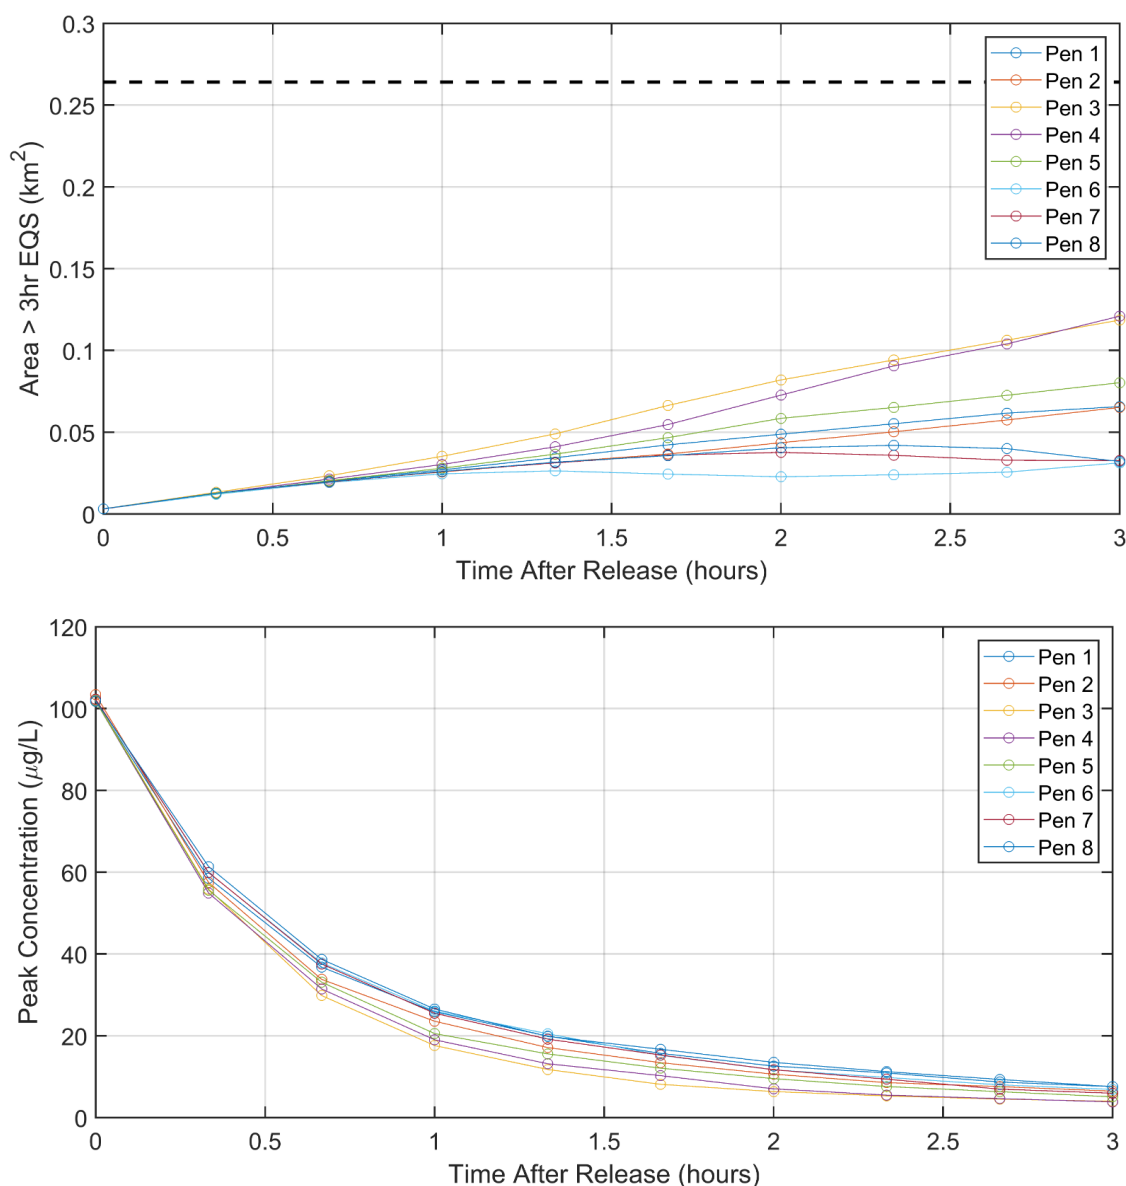 0.3
0.25
0.2
0.15
0.1
0.05
0
Area > 3hr EQS (km²)
Pen 1
Pen 2
Pen 3
Pen 4
Pen 5
Pen 6
Pen 7
Pen 8
0 0.5 1 1.5 2 2.5 3
Time After Release (hours)
120
100
80
60
40
20
0
Peak Concentration (μg/L)
Pen 1
Pen 2
Pen 3
Pen 4
Pen 5
Pen 6
Pen 7
Pen 8
0 0.5 1 1.5 2 2.5 3
Time After Release (hours)